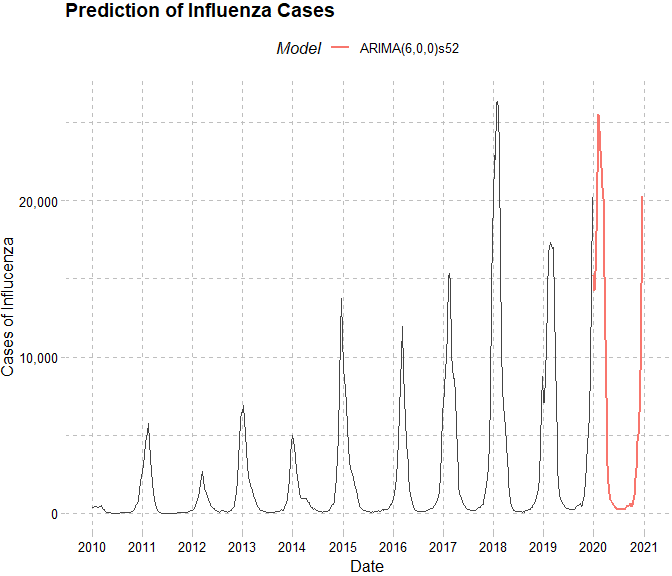 Prediction of Influenza Cases
Model ARIMA(6,0,0)s52
Cases of Influcenza
20,000
10,000
0
2010 2011 2012 2013 2014 2015 2016 2017 2018 2019 2020 2021
Date